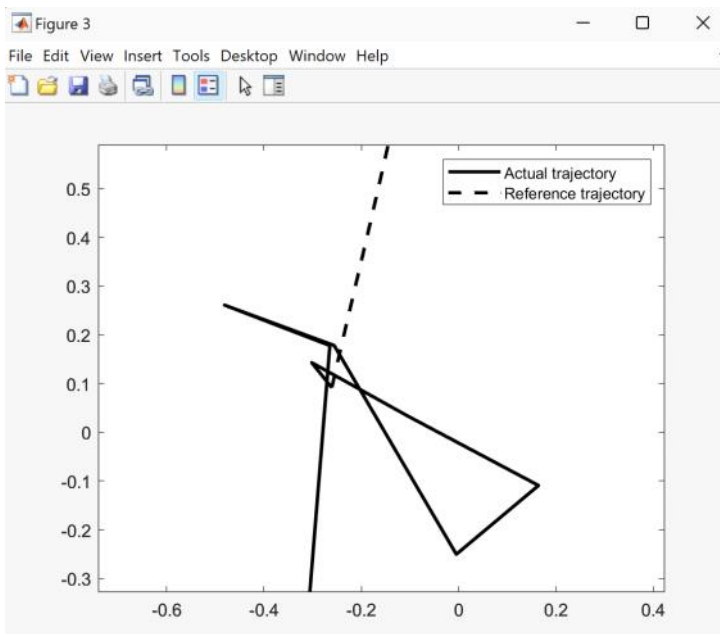 Figure 3
File Edit View Insert Tools Desktop Window Help
Actual trajectory
Reference trajectory
0.5
0.4
0.3
0.2
0.1
0
-0.1
-0.2
-0.3
-0.6 -0.4 -0.2 0 0.2 0.4